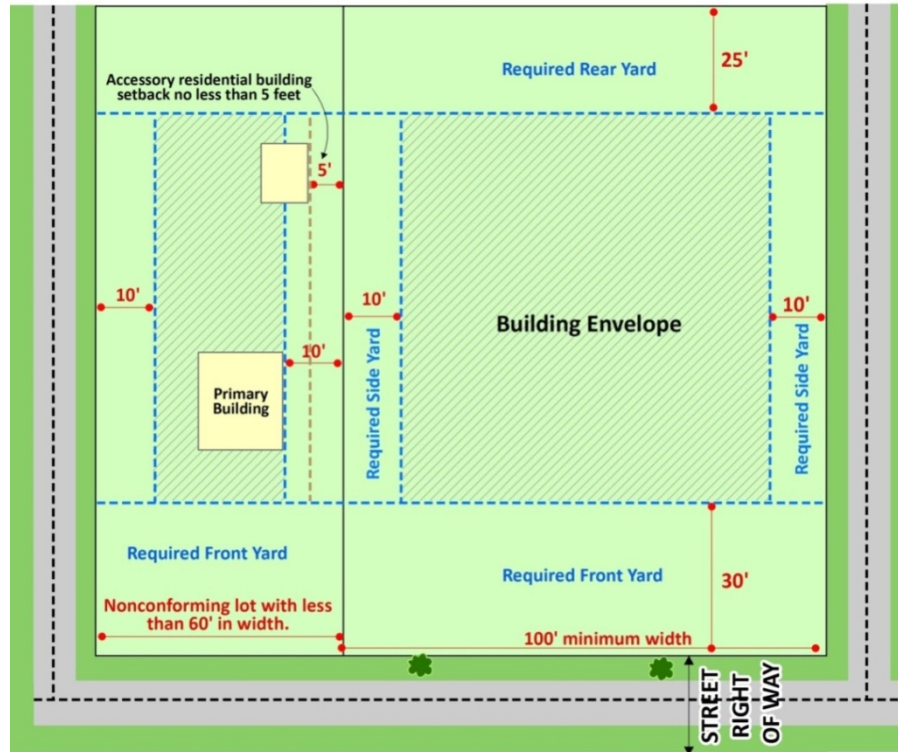 25'
Required Rear Yard
Accessory residential building
setback no less than 5 feet
5'
10'
10'
10'
Building Envelope
10'
Primary
Building
Required Side Yard
Required Side Yard
Required Front Yard
Required Front Yard
30'
Nonconforming lot with less
than 60' in width.
100' minimum width
STREET
RIGHT
OF WAY